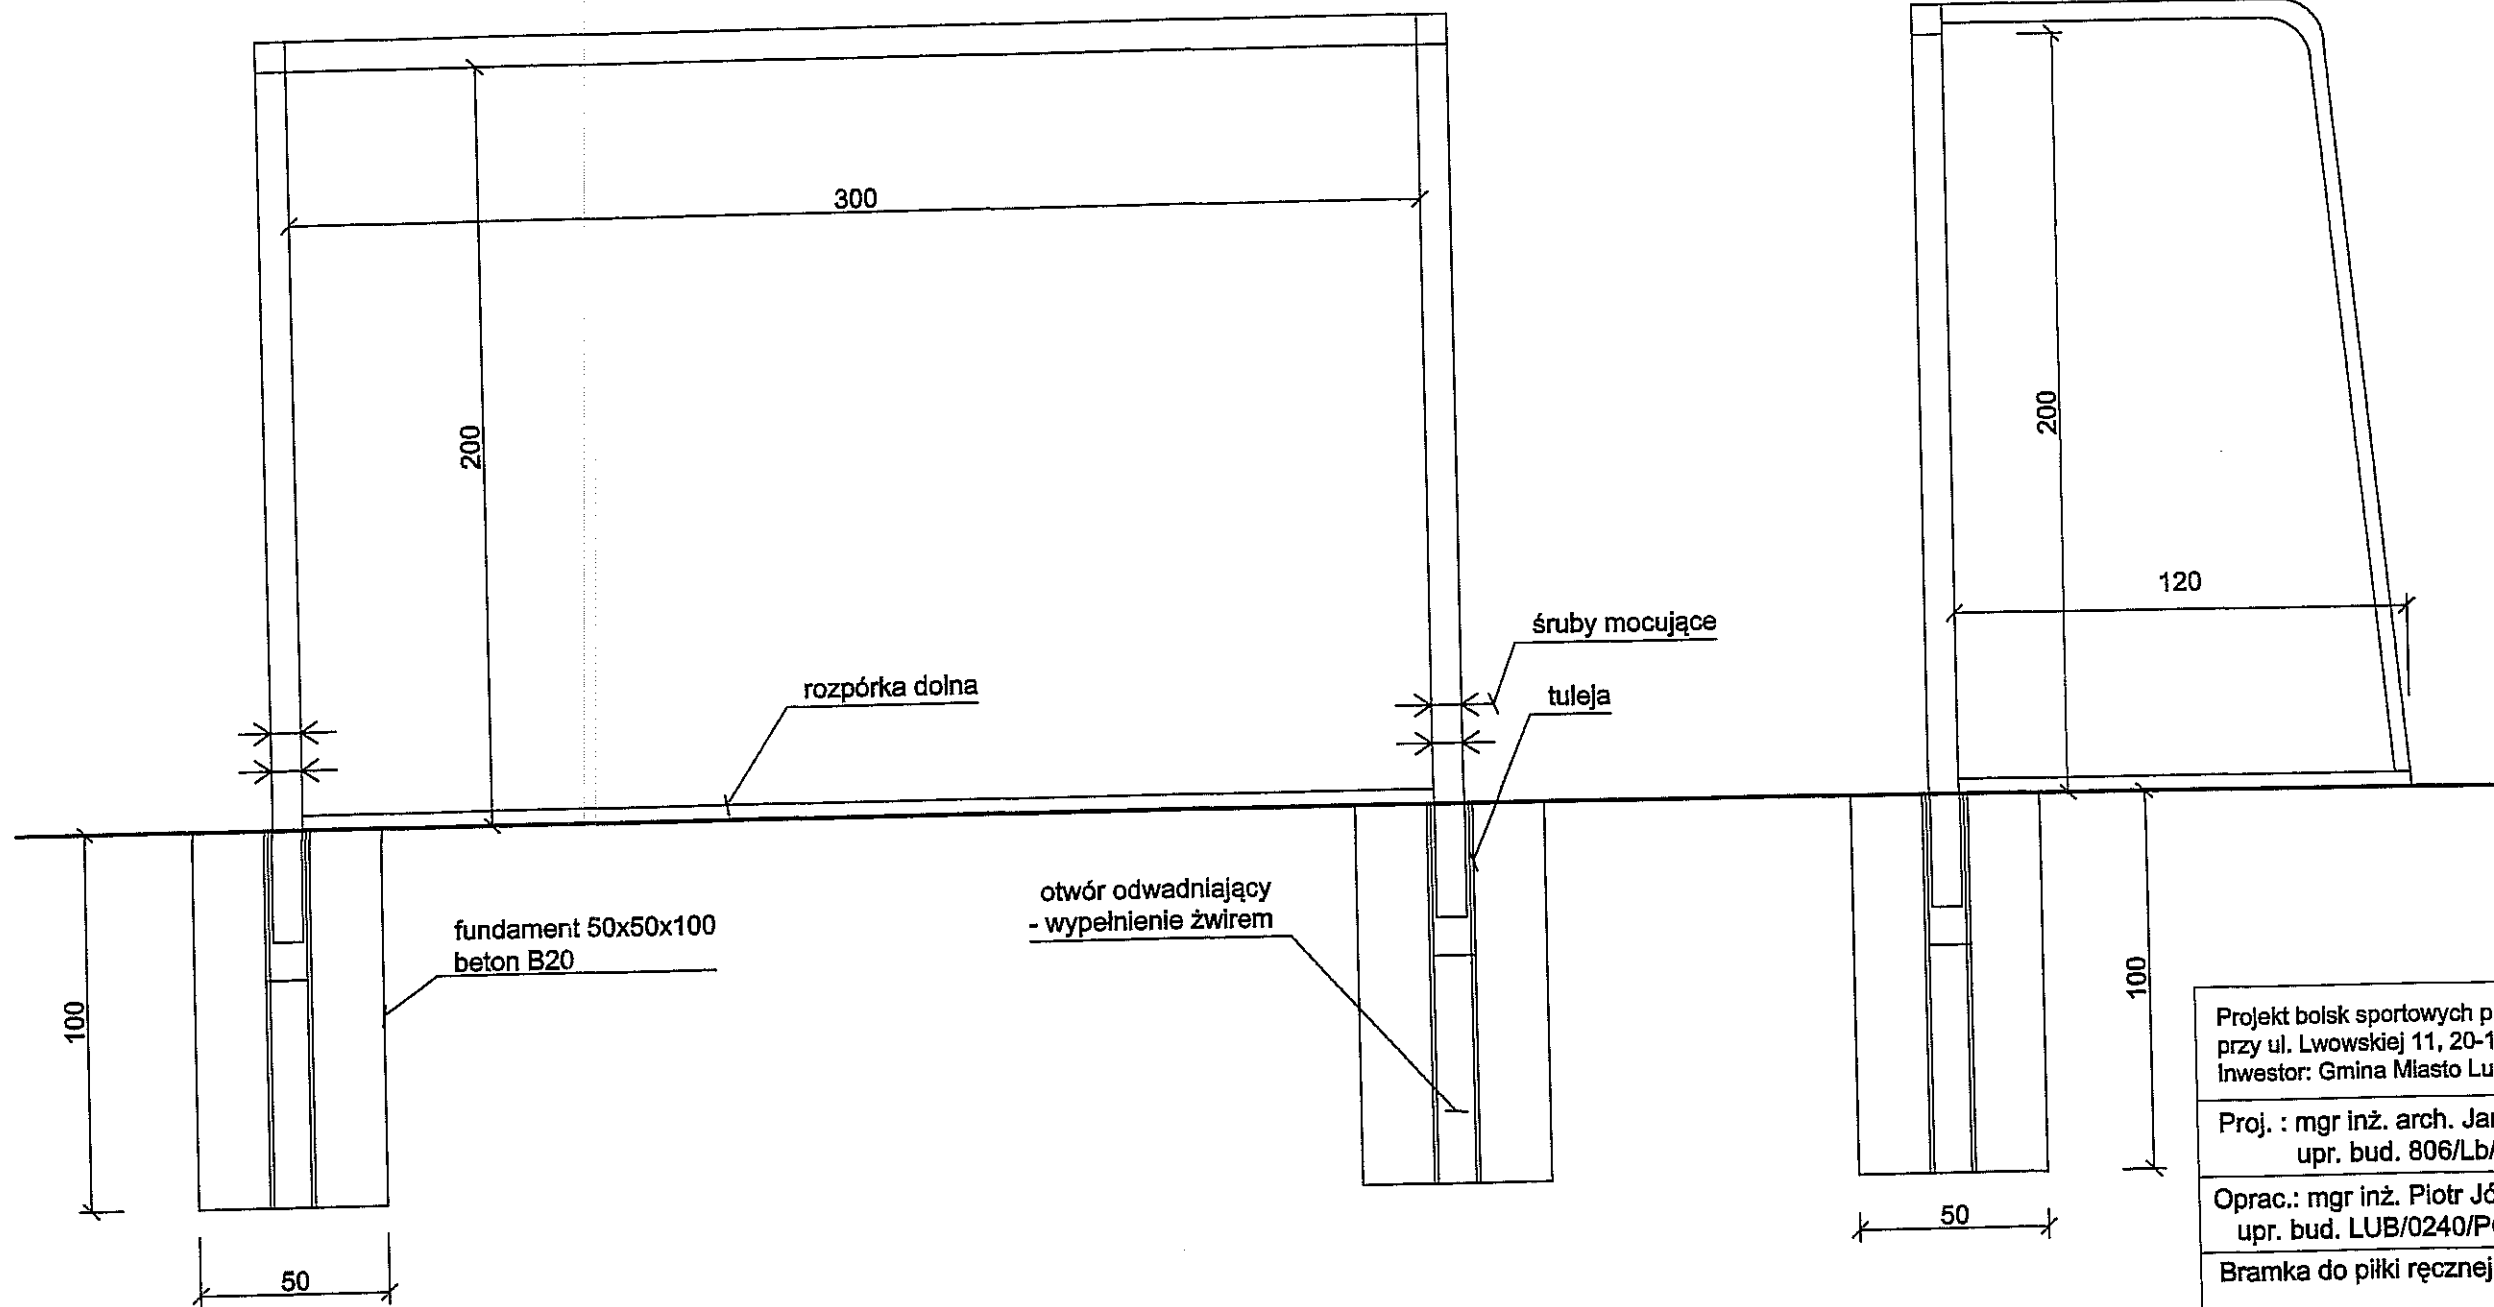 300
200
200
120
śruby mocujące
tuleja
rozpórka dolna
otwór odwadniający
- wypełnienie żwirem
fundament 50x50x100
beton B20
100
100
50
50
Projekt boisk sportowych p
przy ul. Lwowskiej 11, 20-1
Inwestor: Gmina Miasto Lu
Proj. : mgr inż. arch. Jar
upr. bud. 806/Lb/
Oprac.: mgr inż. Piotr Jó
upr. bud. LUB/0240/P
Bramka do piłki ręcznej